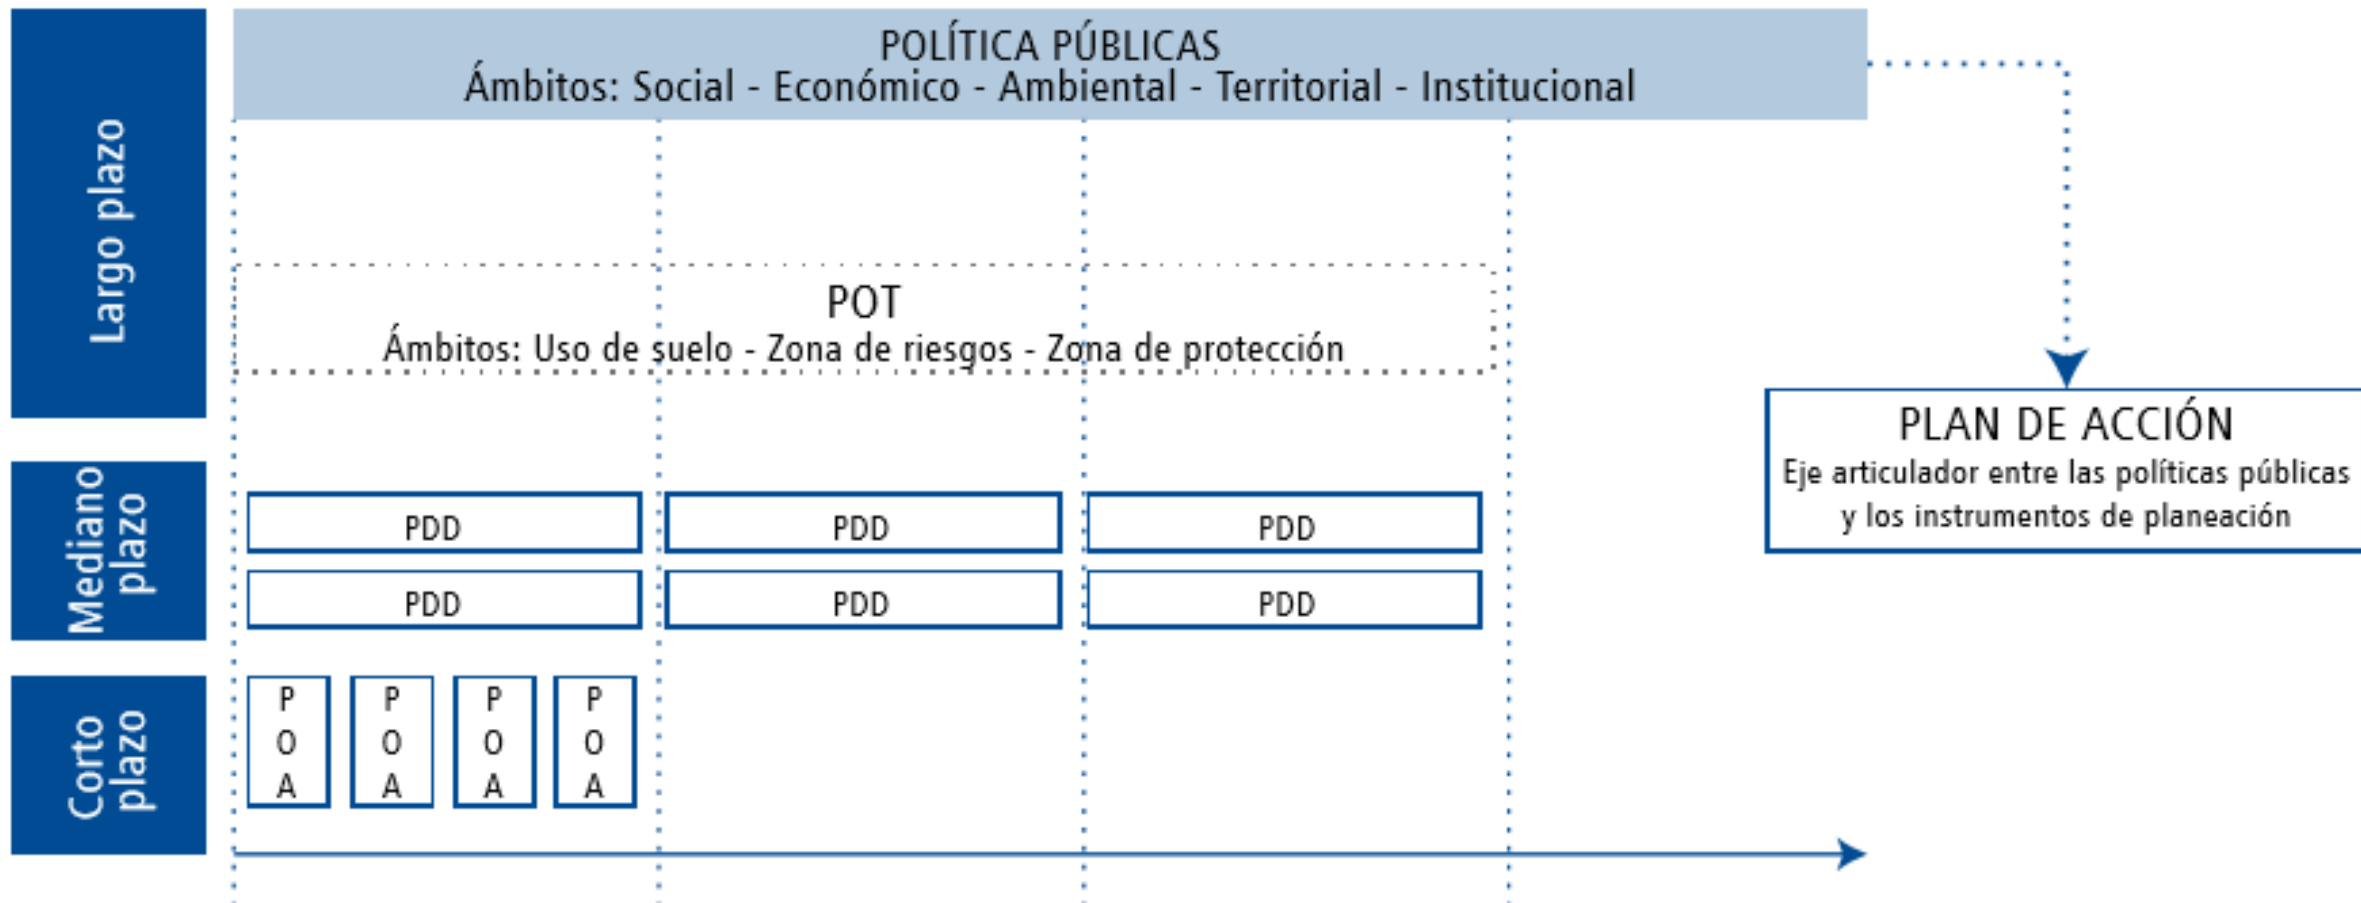 Largo plazo
POLÍTICA PÚBLICAS
Ámbitos: Social - Económico - Ambiental - Territorial - Institucional
POT
Ámbitos: Uso de suelo - Zona de riesgos - Zona de protección
PLAN DE ACCIÓN
Eje articulador entre las políticas públicas
y los instrumentos de planeación
Mediano
plazo
PDD
PDD
PDD
PDD
PDD
PDD
Corto
plazo
P
O
A
P
O
A
P
O
A
P
O
A